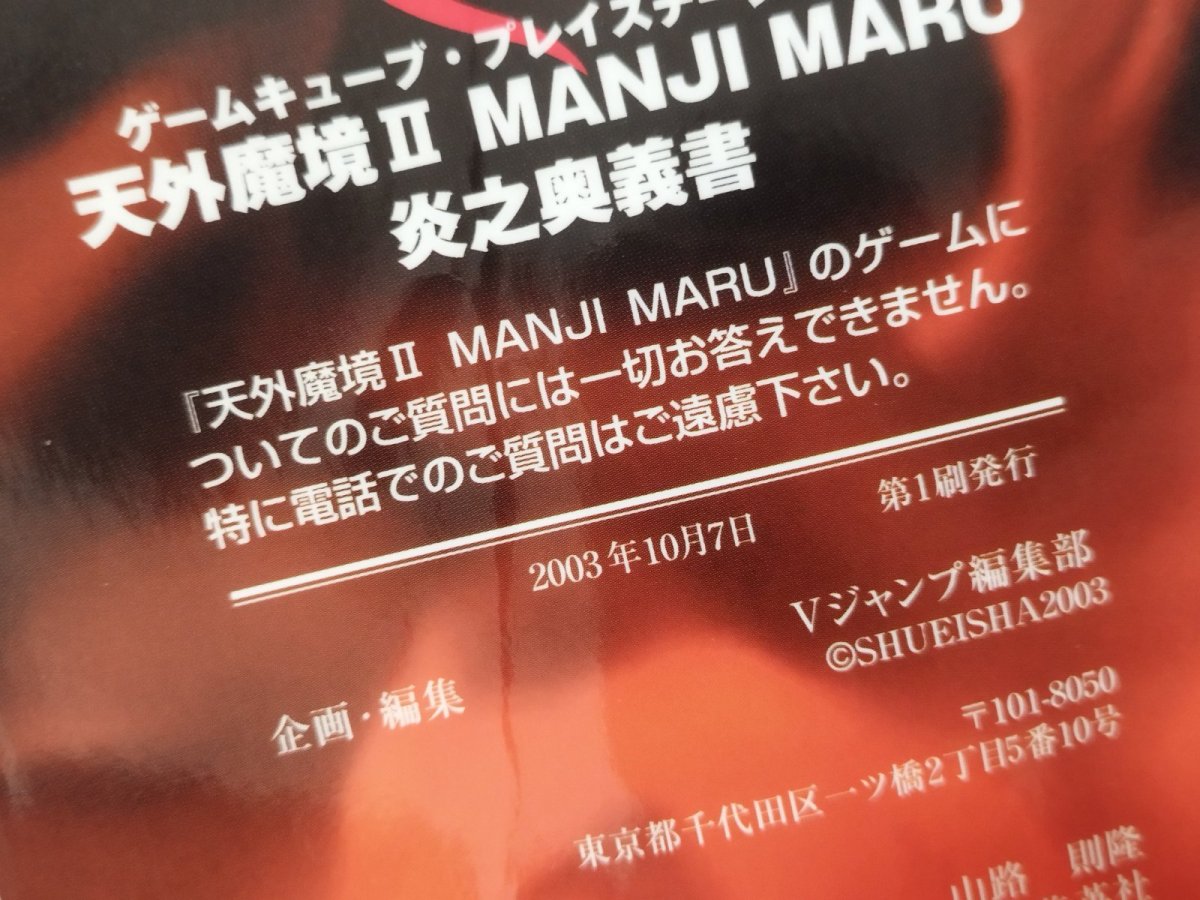 ゲームキューブ・プレイステー
天外魔境Ⅱ MANJI MARU
炎之奥義書
『天外魔境Ⅱ MANJI MARU』のゲームに
ついてのご質問には一切お答えできません。
特に電話でのご質問はご遠慮下さい。
2003年10月7日 第1刷発行
企画・編集 Vジャンプ編集部
©SHUEISHA2003
〒101-8050
東京都千代田区一ツ橋2丁目5番10号
山路 則隆
集英社